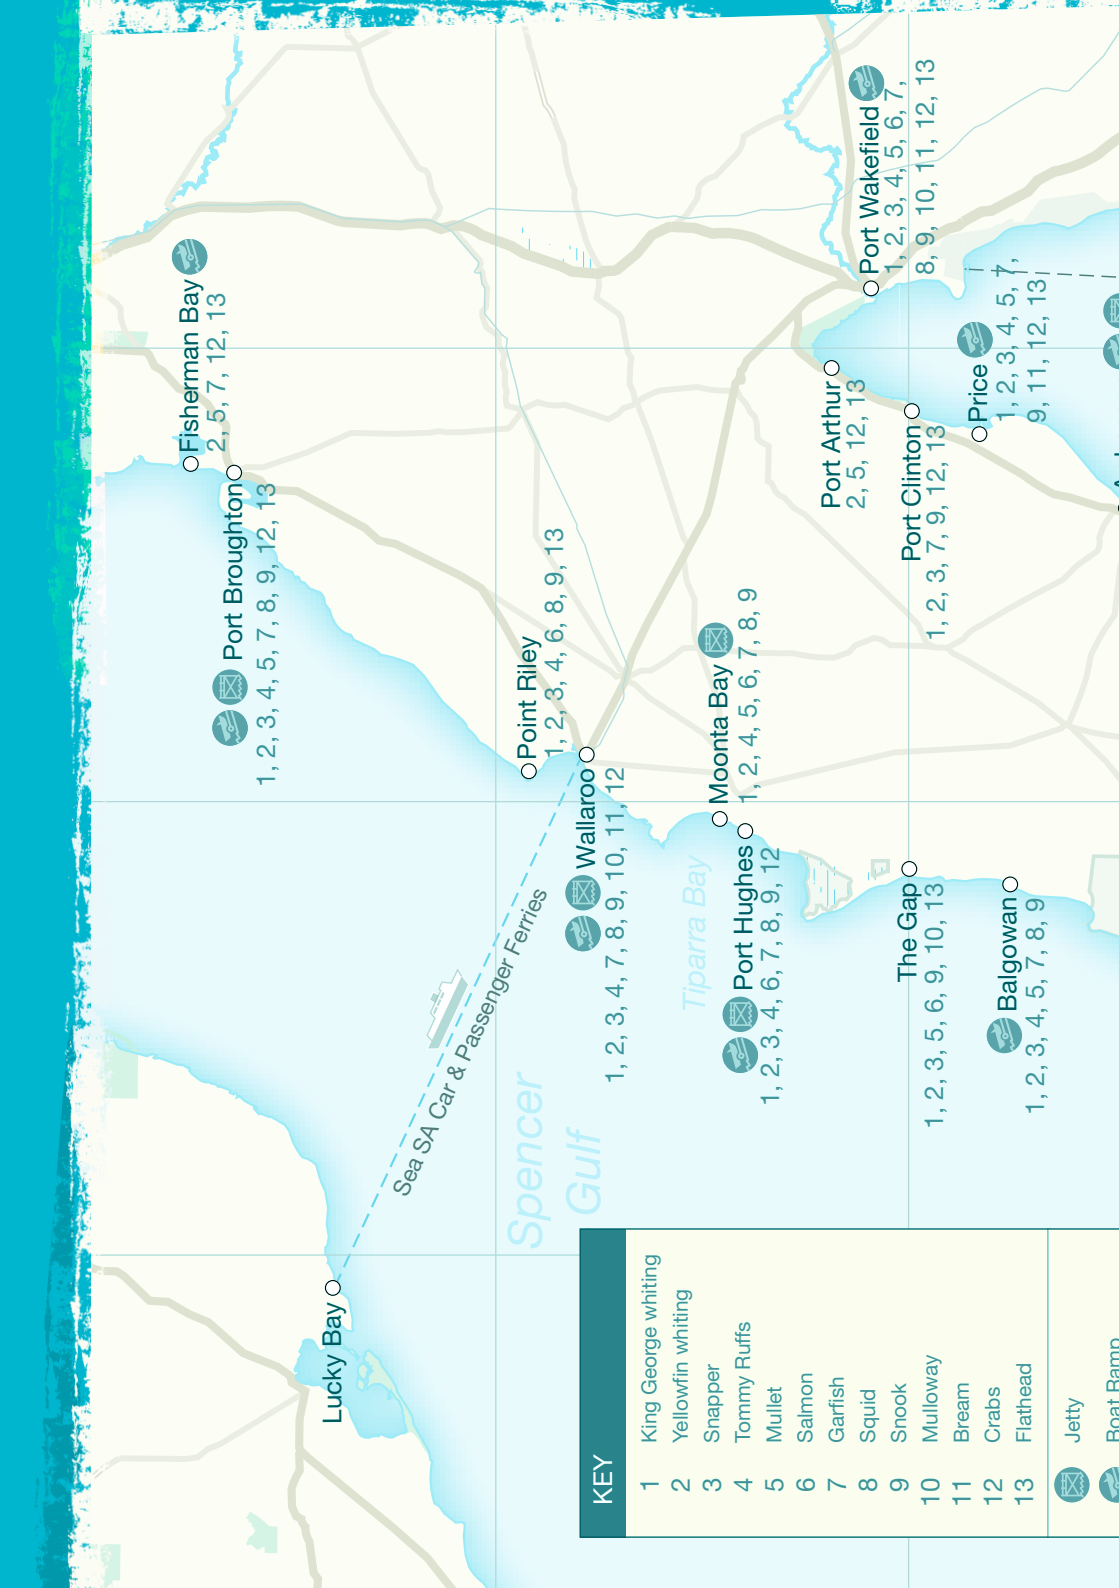 Fisherman Bay
2, 5, 7, 12, 13
Port Broughton
1, 2, 3, 4, 5, 7, 8, 9, 12, 13
Lucky Bay
Sea SA Car & Passenger Ferries
Spencer
Gulf
Point Riley
1, 2, 3, 4, 6, 8, 9, 13
Wallaroo
1, 2, 3, 4, 7, 8, 9, 10, 11, 12
Tiparra Bay
Moonta Bay
1, 2, 4, 5, 6, 7, 8, 9
Port Hughes
1, 2, 3, 4, 6, 7, 8, 9, 12
Port Arthur
2, 5, 12, 13
Port Wakefield
1, 2, 3, 4, 5, 6, 7,
8, 9, 10, 11, 12, 13
Port Clinton
1, 2, 3, 7, 9, 12, 13
The Gap
1, 2, 3, 5, 6, 9, 10, 13
Price
1, 2, 3, 4, 5, 7,
9, 11, 12, 13
Balgowan
1, 2, 3, 4, 5, 7, 8, 9
KEY
1 King George whiting
2 Yellowfin whiting
3 Snapper
4 Tommy Ruffs
5 Mullet
6 Salmon
7 Garfish
8 Squid
9 Snook
10 Mulloway
11 Bream
12 Crabs
13 Flathead
Jetty
Boat Ramp